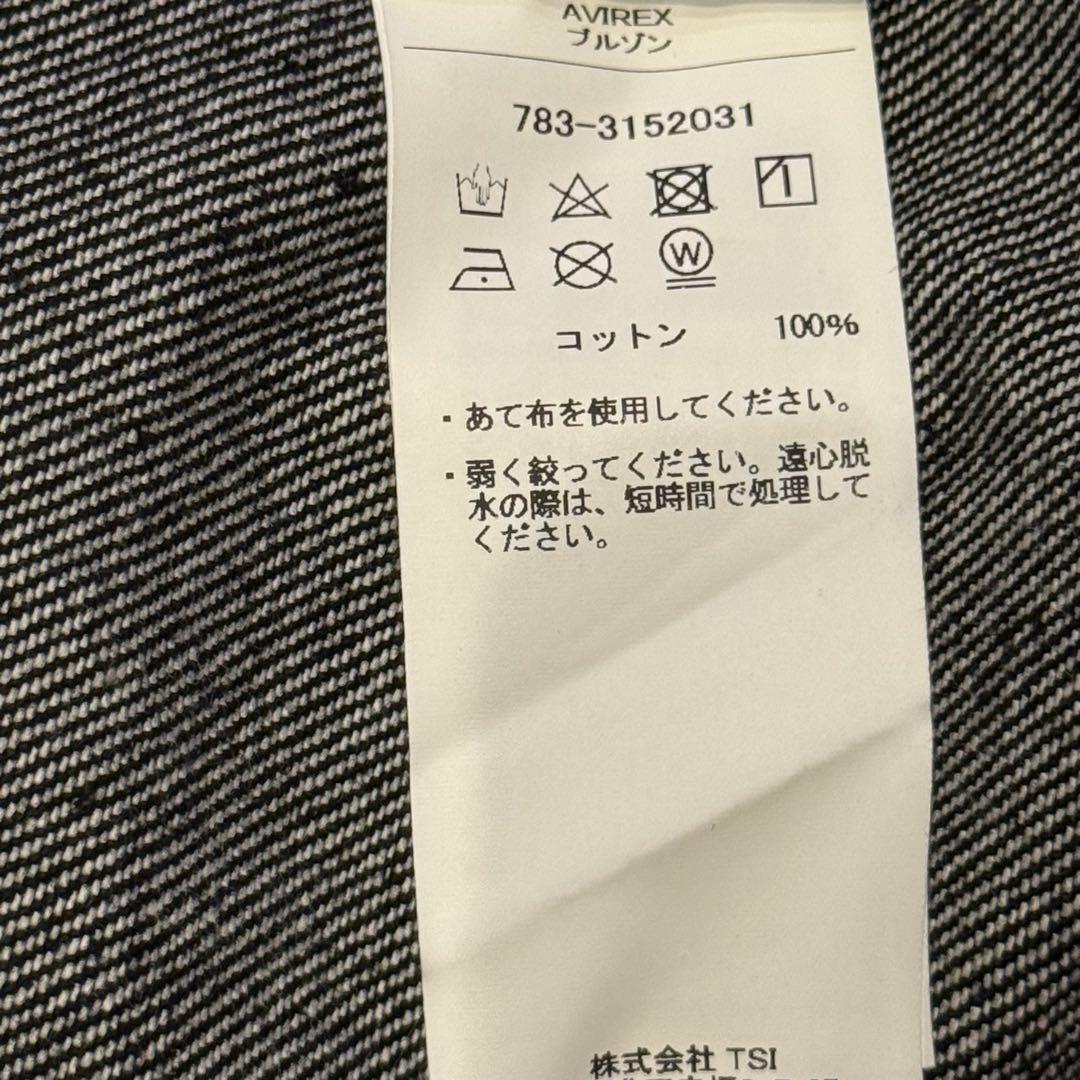 AVIREX
ブルゾン
783-3152031
W
コットン 100%
・あて布を使用してください。
・弱く絞ってください。遠心脱
水の際は、短時間で処理して
ください。
株式会社 TSI